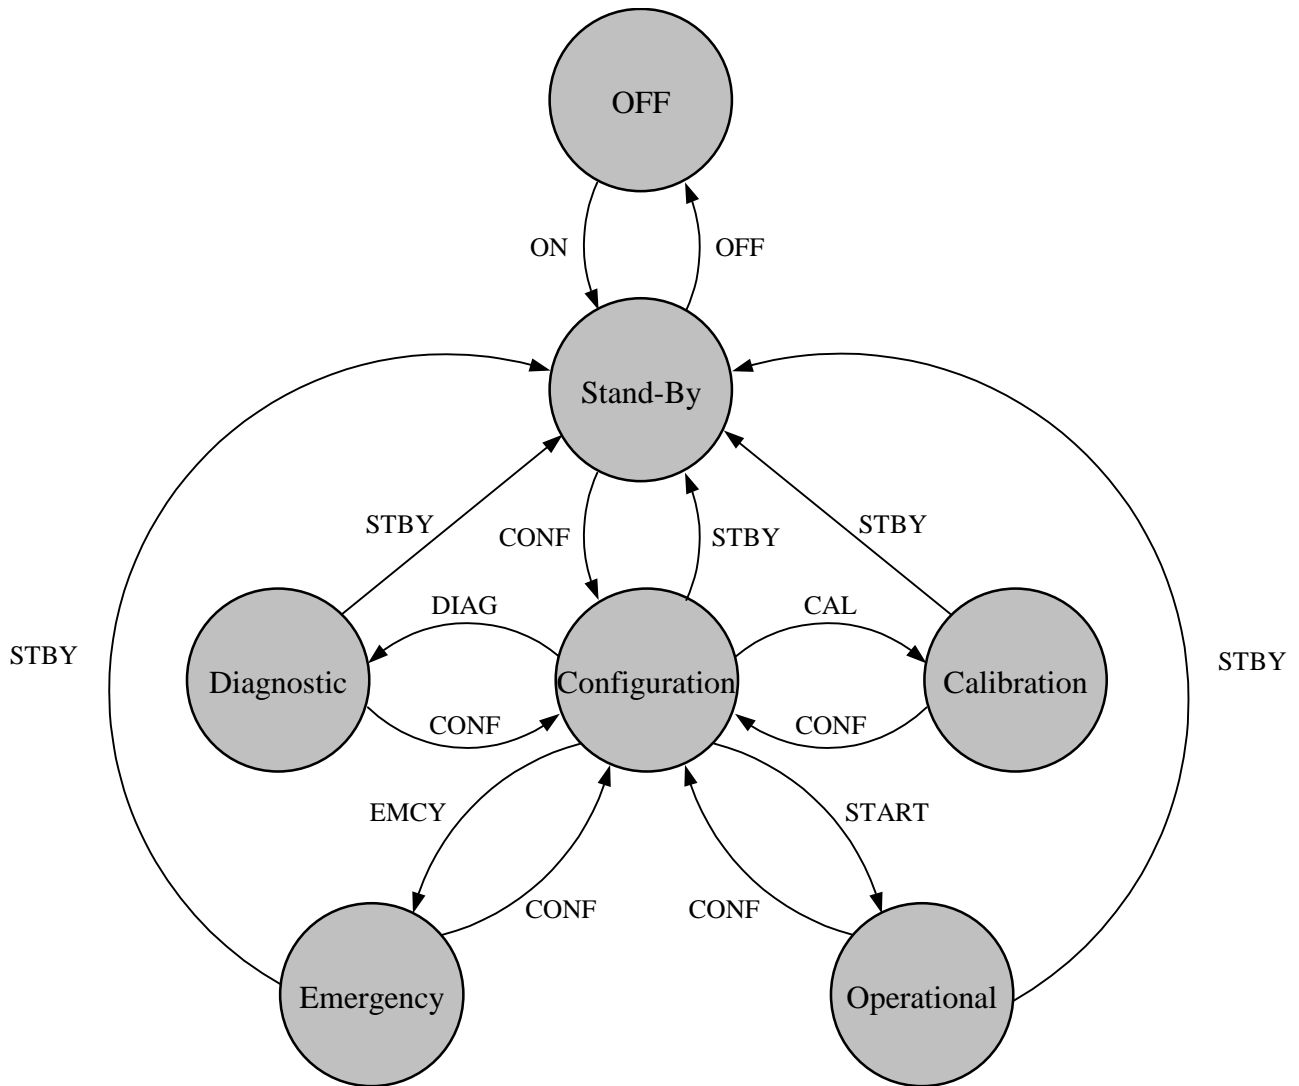 OFF
ON
OFF
Stand-By
STBY
CONF
STBY
STBY
DIAG
CAL
STBY
STBY
Diagnostic
Configuration
Calibration
CONF
CONF
EMCY
START
CONF
CONF
Emergency
Operational